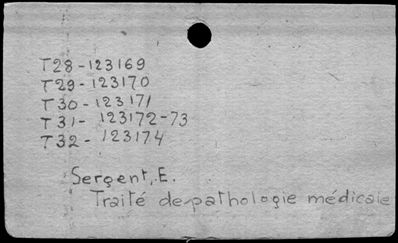 T28-123169
T29-123170
T30-123171
T31-123172-73
T32-123174
Sergent, E.
Traité de pathologie médicale